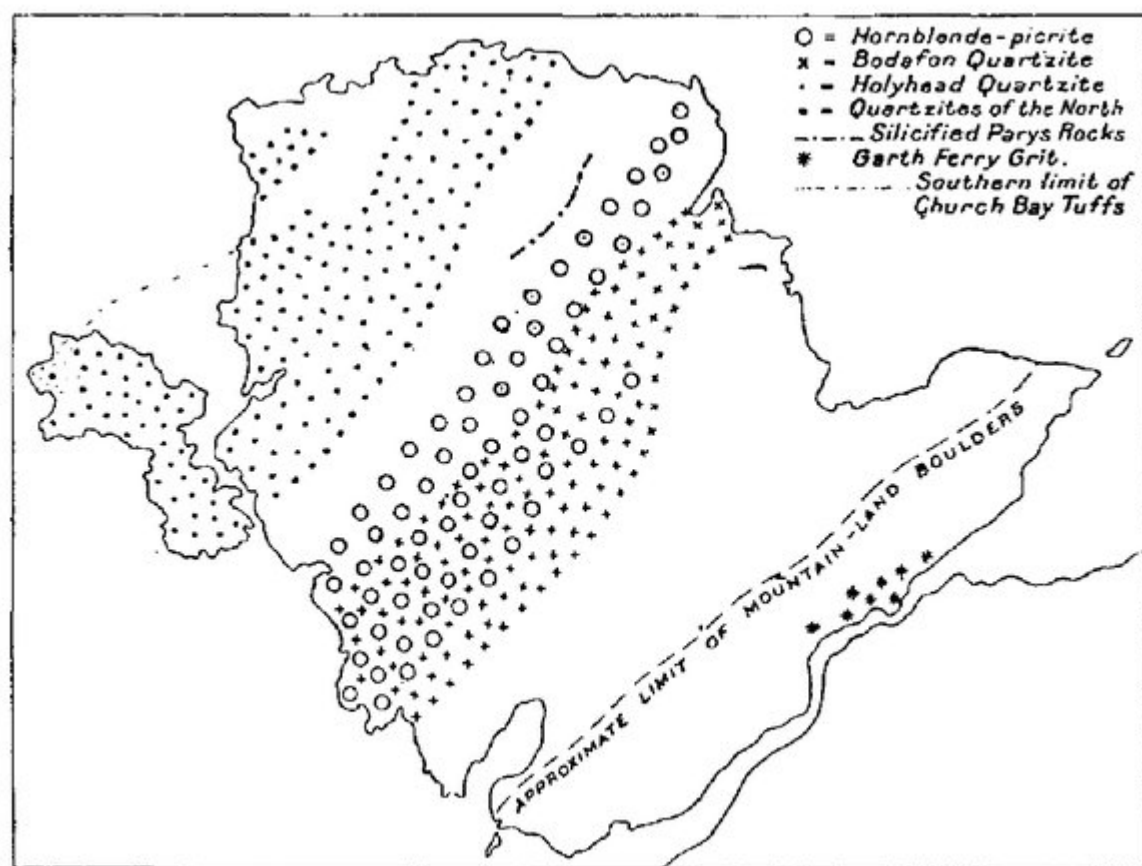 O = Hornblende-picrite
x - Bodafon Quartzite
· - Holyhead Quartzite
- - Quartzites of the North
Silicified Parys Rocks
* Garth Ferry Grit.
Southern limit of
Church Bay Tuffs
APPROXIMATE LIMIT OF MOUNTAIN-LAND BOULDERS